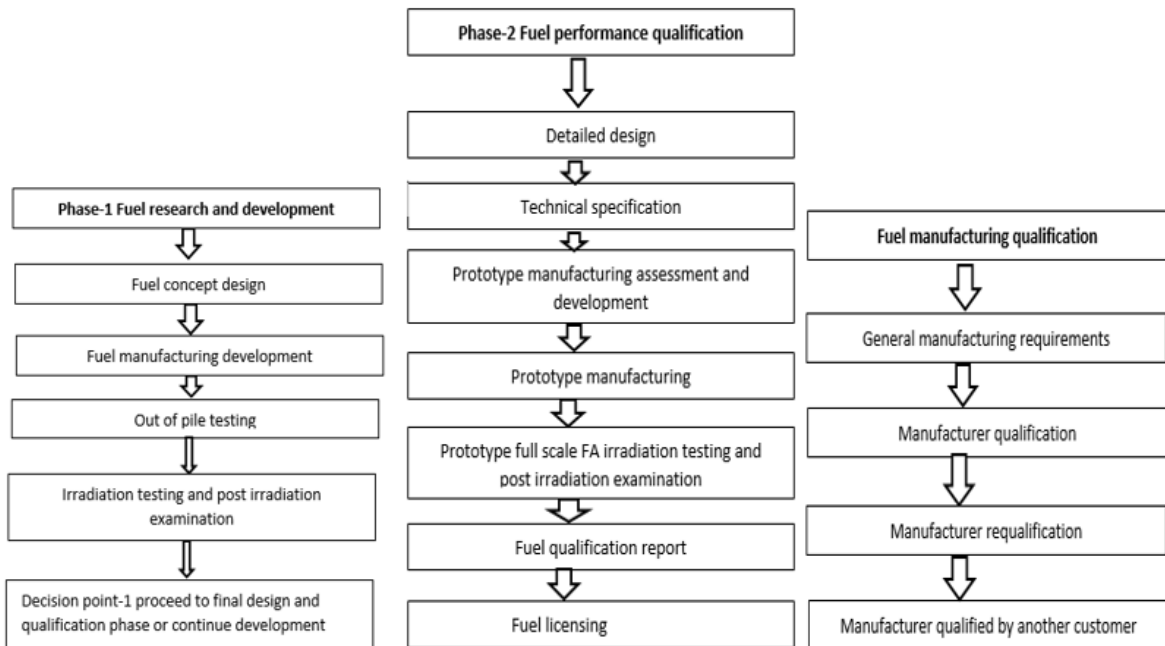 Phase-1 Fuel research and development
Fuel concept design
Fuel manufacturing development
Out of pile testing
Irradiation testing and post irradiation
examination
Decision point-1 proceed to final design and
qualification phase or continue development
Phase-2 Fuel performance qualification
Detailed design
Technical specification
Prototype manufacturing assessment and
development
Prototype manufacturing
Prototype full scale FA irradiation testing and
post irradiation examination
Fuel qualification report
Fuel licensing
Fuel manufacturing qualification
General manufacturing requirements
Manufacturer qualification
Manufacturer requalification
Manufacturer qualified by another customer